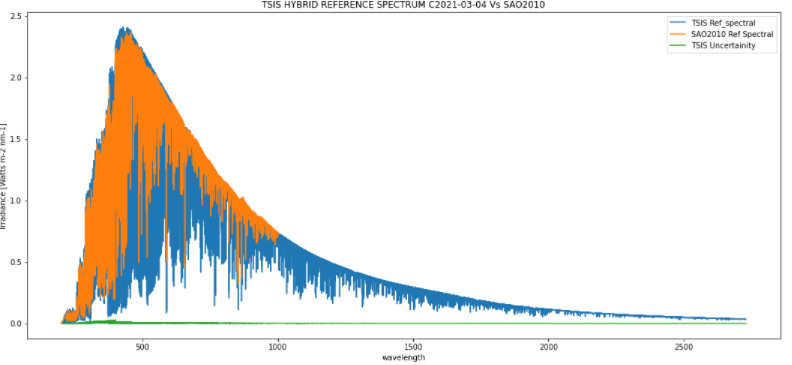 TSIS HYBRID REFERENCE SPECTRUM C2021-03-04 Vs SAO2010
TSIS Ref_spectral
SAO2010 Ref Spectral
TSIS Uncertainity
Irradiance [Watts m-2 nm-1]
2.5
2.0
1.5
1.0
0.5
0.0
500
1000
1500
2000
2500
wavelength